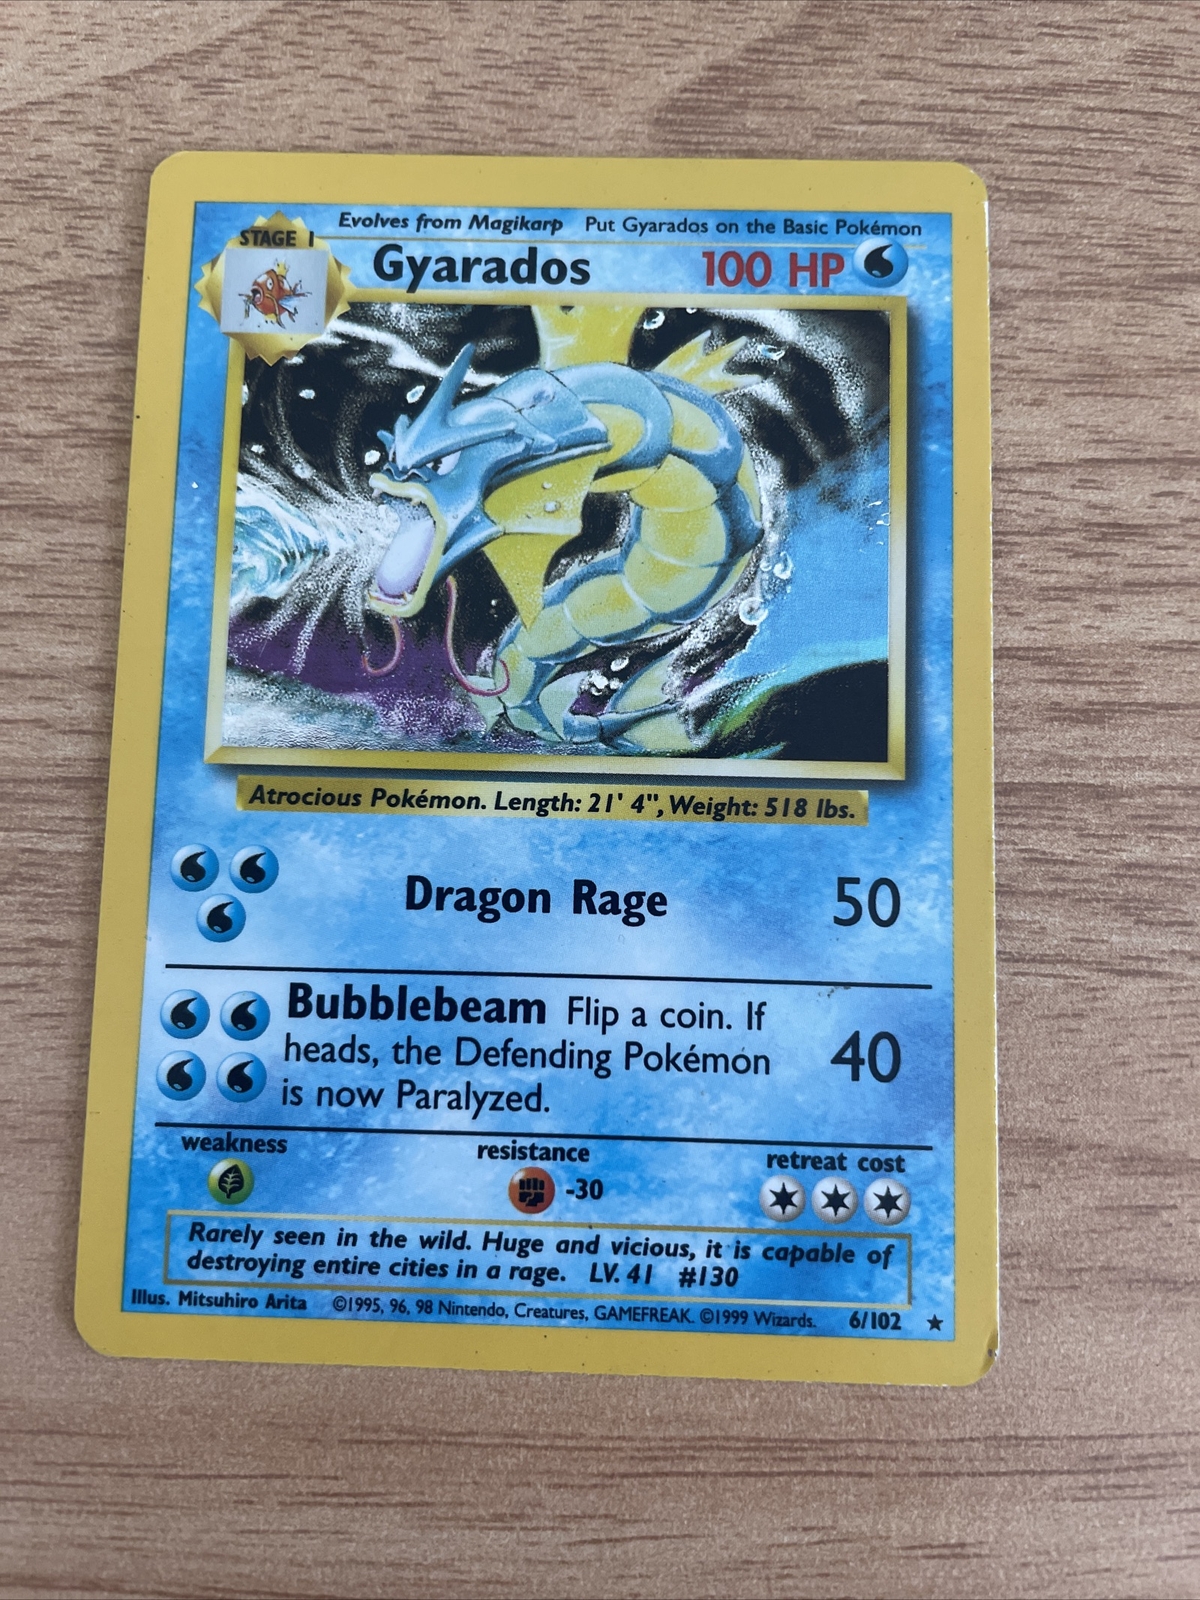 Evolves from Magikarp Put Gyarados on the Basic Pokémon
STAGE 1
Gyarados 100 HP
Atrocious Pokémon. Length: 21' 4", Weight: 518 lbs.
Dragon Rage 50
Bubblebeam Flip a coin. If
heads, the Defending Pokémon
is now Paralyzed.
40
weakness resistance retreat cost
-30
Rarely seen in the wild. Huge and vicious, it is capable of
destroying entire cities in a rage. LV. 41 #130
Illus. Mitsuhiro Arita ©1995, 96, 98 Nintendo, Creatures, GAMEFREAK. ©1999 Wizards. 6/102 ★